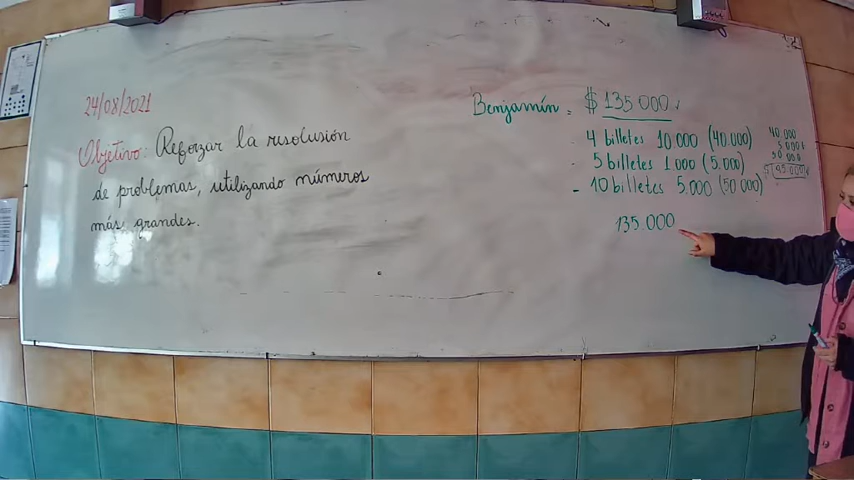 24/08/2021
Objetivo: Reforzar la resolución
de problemas, utilizando números
más grandes.
Benjamín = $ 135.000
4 billetes 10.000 (40.000)
- 5 billetes 1.000 (5.000)
- 10 billetes 5.000 (50.000)
135.000
40.000
5.000
50.000
$ 95.000